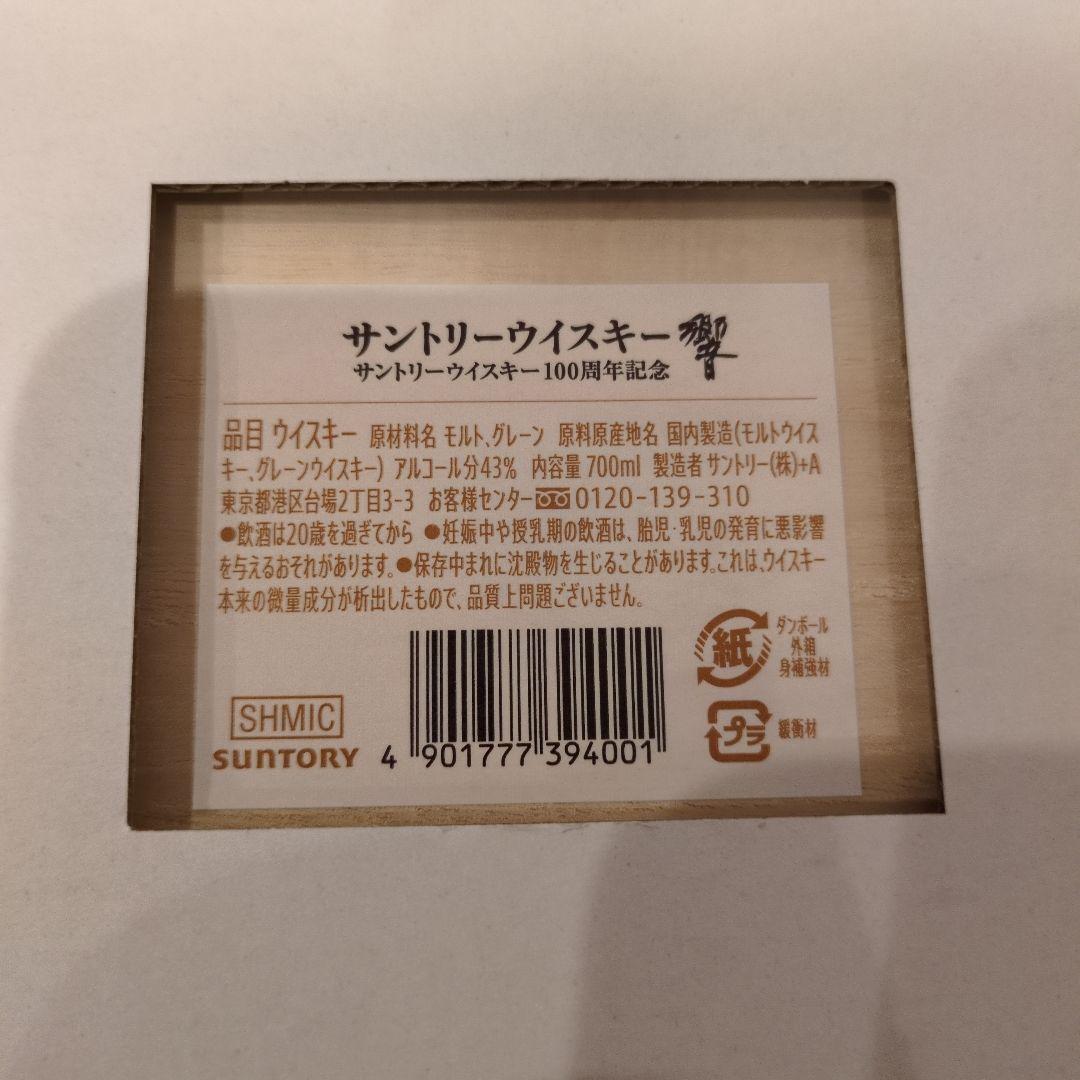 サントリーウイスキー 響
サントリーウイスキー100周年記念
品目 ウイスキー 原材料名 モルト、グレーン 原料原産地名 国内製造(モルトウイス
キー、グレーンウイスキー) アルコール分43% 内容量 700ml 製造者 サントリー(株)+A
東京都港区台場2丁目3-3 お客様センター 0120-139-310
●飲酒は20歳を過ぎてから ●妊娠中や授乳期の飲酒は、胎児・乳児の発育に悪影響
を与えるおそれがあります。●保存中まれに沈殿物を生じることがあります。これは、ウイスキー
本来の微量成分が析出したもので、品質上問題ございません。
紙
ダンボール
外箱
身補強材
プラ
緩衝材
SHMIC
SUNTORY
4 901777 394001